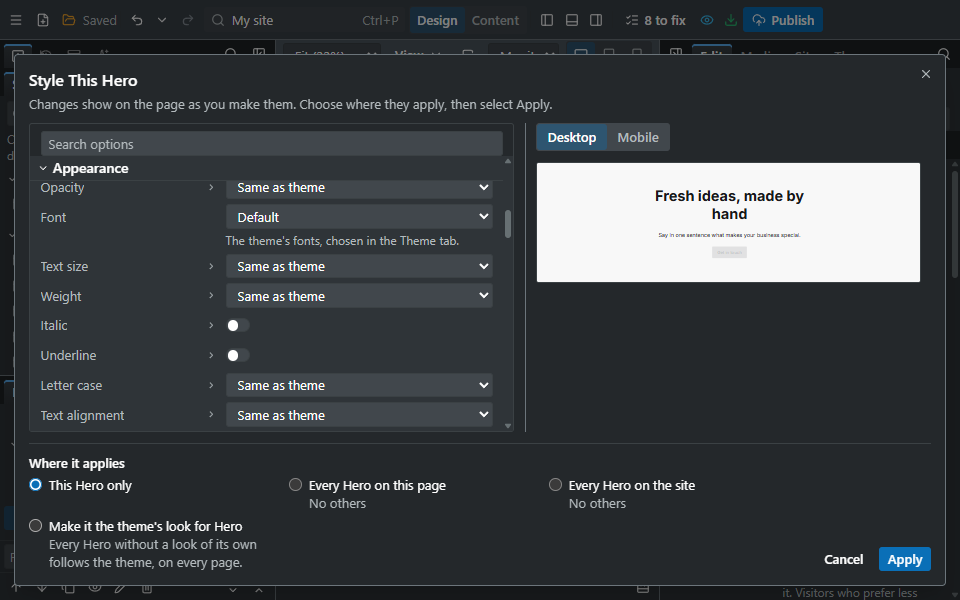 Saved
My site
Ctrl+P
Design
Content
8 to fix
Publish
Style This Hero
Changes show on the page as you make them. Choose where they apply, then select Apply.
Search options
Appearance
Opacity
Same as theme
Font
Default
The theme's fonts, chosen in the Theme tab.
Text size
Same as theme
Weight
Same as theme
Italic
Underline
Letter case
Same as theme
Text alignment
Same as theme
Desktop
Mobile
Fresh ideas, made by
hand
Say in one sentence what makes your business special.
Where it applies
This Hero only
Every Hero on this page
No others
Every Hero on the site
No others
Make it the theme's look for Hero
Every Hero without a look of its own
follows the theme, on every page.
Cancel
Apply
it. Visitors who prefer less